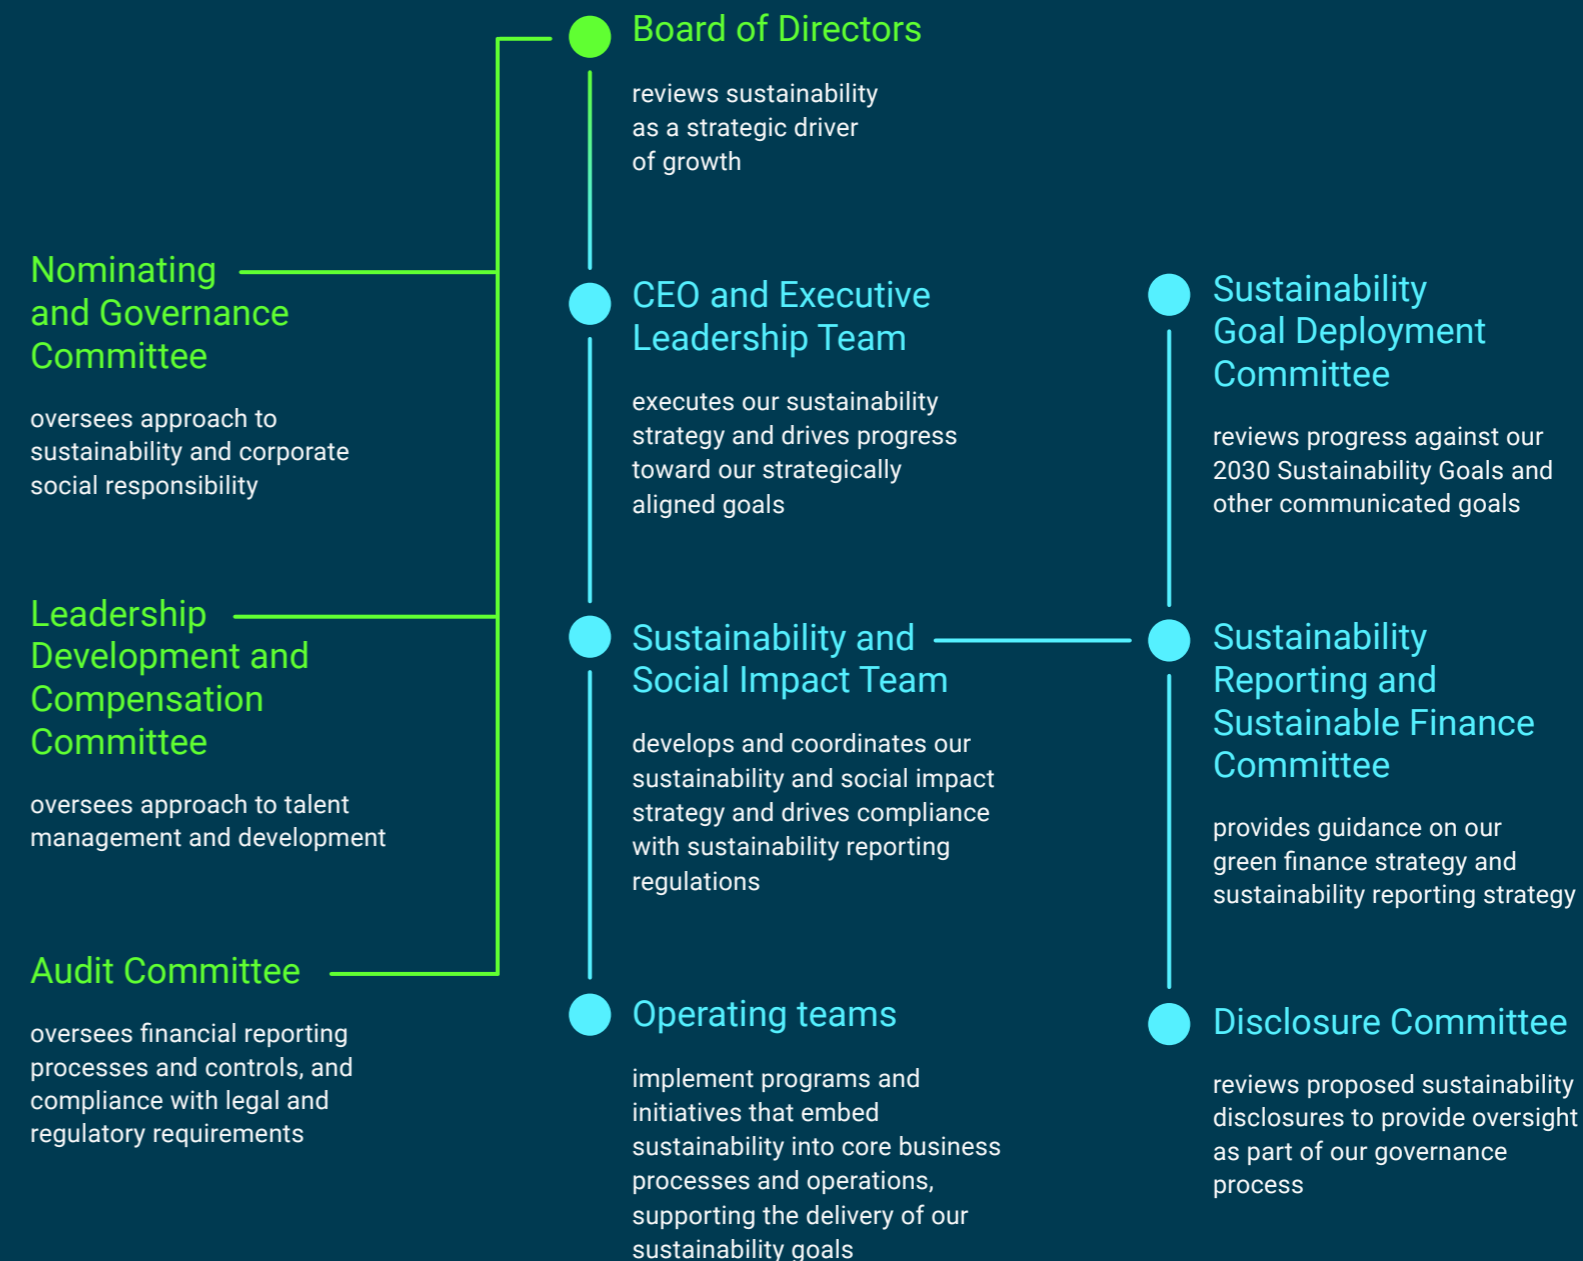 Board of Directors
reviews sustainability
as a strategic driver
of growth
Nominating
and Governance
Committee
oversees approach to
sustainability and corporate
social responsibility
Leadership
Development and
Compensation
Committee
oversees approach to talent
management and development
Audit Committee
oversees financial reporting
processes and controls, and
compliance with legal and
regulatory requirements
CEO and Executive
Leadership Team
executes our sustainability
strategy and drives progress
toward our strategically
aligned goals
Sustainability and
Social Impact Team
develops and coordinates our
sustainability and social impact
strategy and drives compliance
with sustainability reporting
regulations
Operating teams
implement programs and
initiatives that embed
sustainability into core business
processes and operations,
supporting the delivery of our
sustainability goals
Sustainability
Goal Deployment
Committee
reviews progress against our
2030 Sustainability Goals and
other communicated goals
Sustainability
Reporting and
Sustainable Finance
Committee
provides guidance on our
green finance strategy and
sustainability reporting strategy
Disclosure Committee
reviews proposed sustainability
disclosures to provide oversight
as part of our governance
process